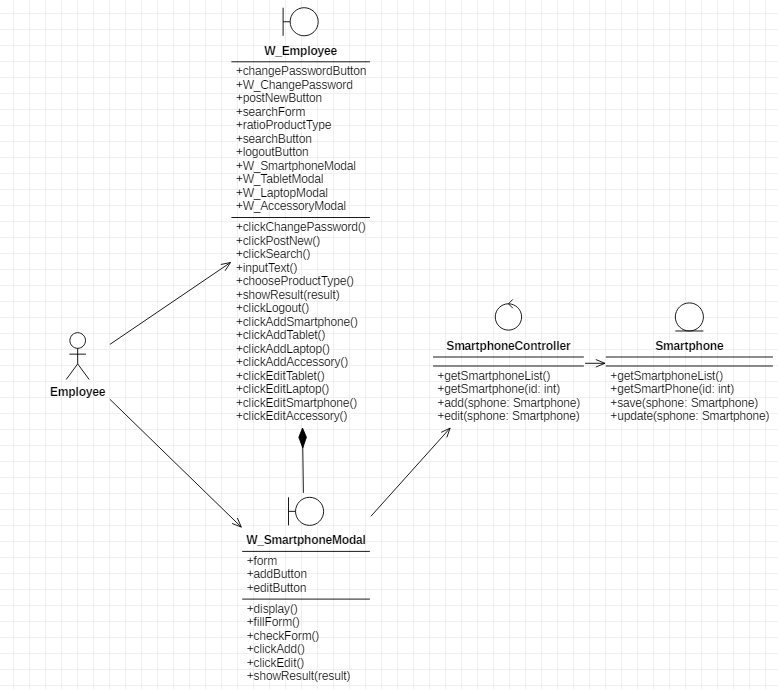 W_Employee
+changePasswordButton
+W_ChangePassword
+postNewButton
+searchForm
+ratioProductType
+searchButton
+logoutButton
+W_SmartphoneModal
+W_TabletModal
+W_LaptopModal
+W_AccessoryModal
+clickChangePassword()
+clickPostNew()
+clickSearch()
+inputText()
+chooseProductType()
+showResult(result)
+clickLogout()
+clickAddSmartphone()
+clickAddTablet()
+clickAddLaptop()
+clickAddAccessory()
+clickEditTablet()
+clickEditLaptop()
+clickEditSmartphone()
+clickEditAccessory()
Employee
SmartphoneController
+getSmartphoneList()
+getSmartphone(id: int)
+add(sphone: Smartphone)
+edit(sphone: Smartphone)
Smartphone
+getSmartphoneList()
+getSmartPhone(id: int)
+save(sphone: Smartphone)
+update(sphone: Smartphone)
W_SmartphoneModal
+form
+addButton
+editButton
+display()
+fillForm()
+checkForm()
+clickAdd()
+clickEdit()
+showResult(result)